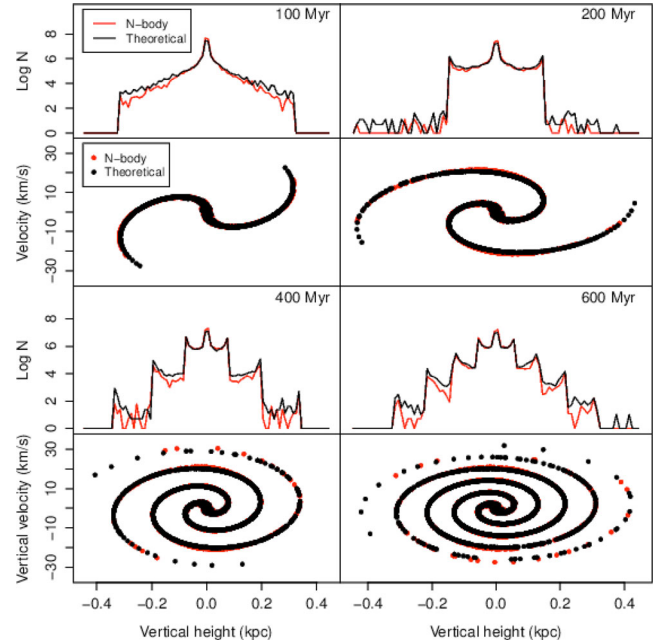 100 Myr
200 Myr
N-body
Theoretical
Log N
0 2 4 6 8
N-body
Theoretical
Velocity (km/s)
−30 −10 10 30
400 Myr
600 Myr
Log N
0 2 4 6 8
Vertical velocity (km/s)
−30 −10 10 30
−0.4 −0.2 0.0 0.2 0.4
−0.4 −0.2 0.0 0.2 0.4
Vertical height (kpc)
Vertical height (kpc)